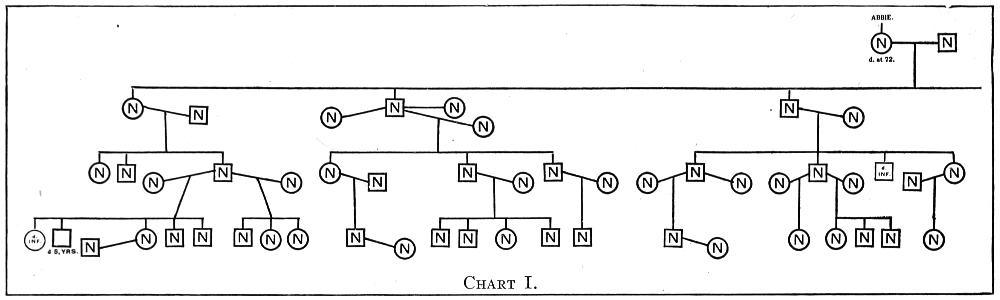 ABBIE.
N N
d. at 72.
N N N N N N N N
N
N N N N N N N N N N N N N N d. INF. N N
N N N N
d. INF. N N N N N N N N N N N N N N N N N N N N
d 5, YRS. N N N
CHART I.